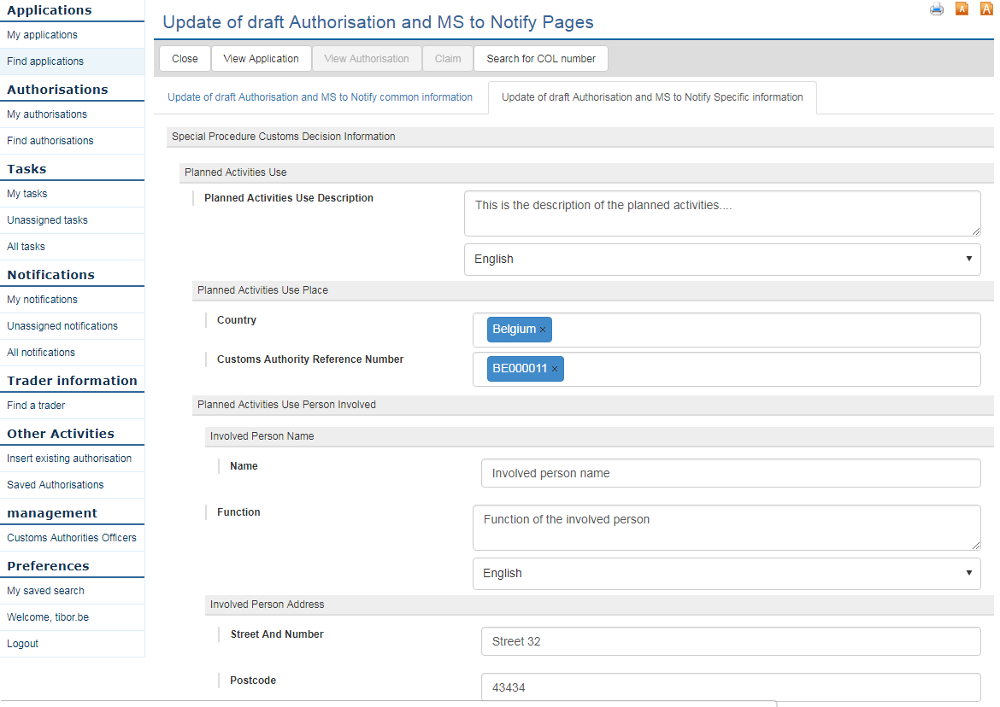 Applications
My applications
Find applications
Authorisations
My authorisations
Find authorisations
Tasks
My tasks
Unassigned tasks
All tasks
Notifications
My notifications
Unassigned notifications
All notifications
Trader information
Find a trader
Other Activities
Insert existing authorisation
Saved Authorisations
management
Customs Authorities Officers
Preferences
My saved search
Welcome, tibor.be
Logout
A A
Update of draft Authorisation and MS to Notify Pages
Close View Application View Authorisation Claim Search for COL number
Update of draft Authorisation and MS to Notify common information Update of draft Authorisation and MS to Notify Specific information
Special Procedure Customs Decision Information
Planned Activities Use
Planned Activities Use Description This is the description of the planned activities....
English
Planned Activities Use Place
Country Belgium ×
Customs Authority Reference Number BE000011 ×
Planned Activities Use Person Involved
Involved Person Name
Name Involved person name
Function Function of the involved person
English
Involved Person Address
Street And Number Street 32
Postcode 43434